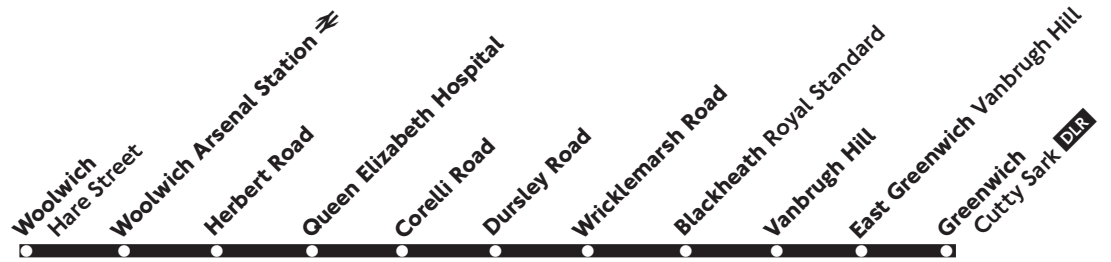 Woolwich
Hare Street
Woolwich Arsenal Station
Herbert Road
Queen Elizabeth Hospital
Corelli Road
Dursley Road
Wricklemarsh Road
Blackheath Royal Standard
Vanbrugh Hill
East Greenwich Vanbrugh Hill
Greenwich
Cutty Sark DLR